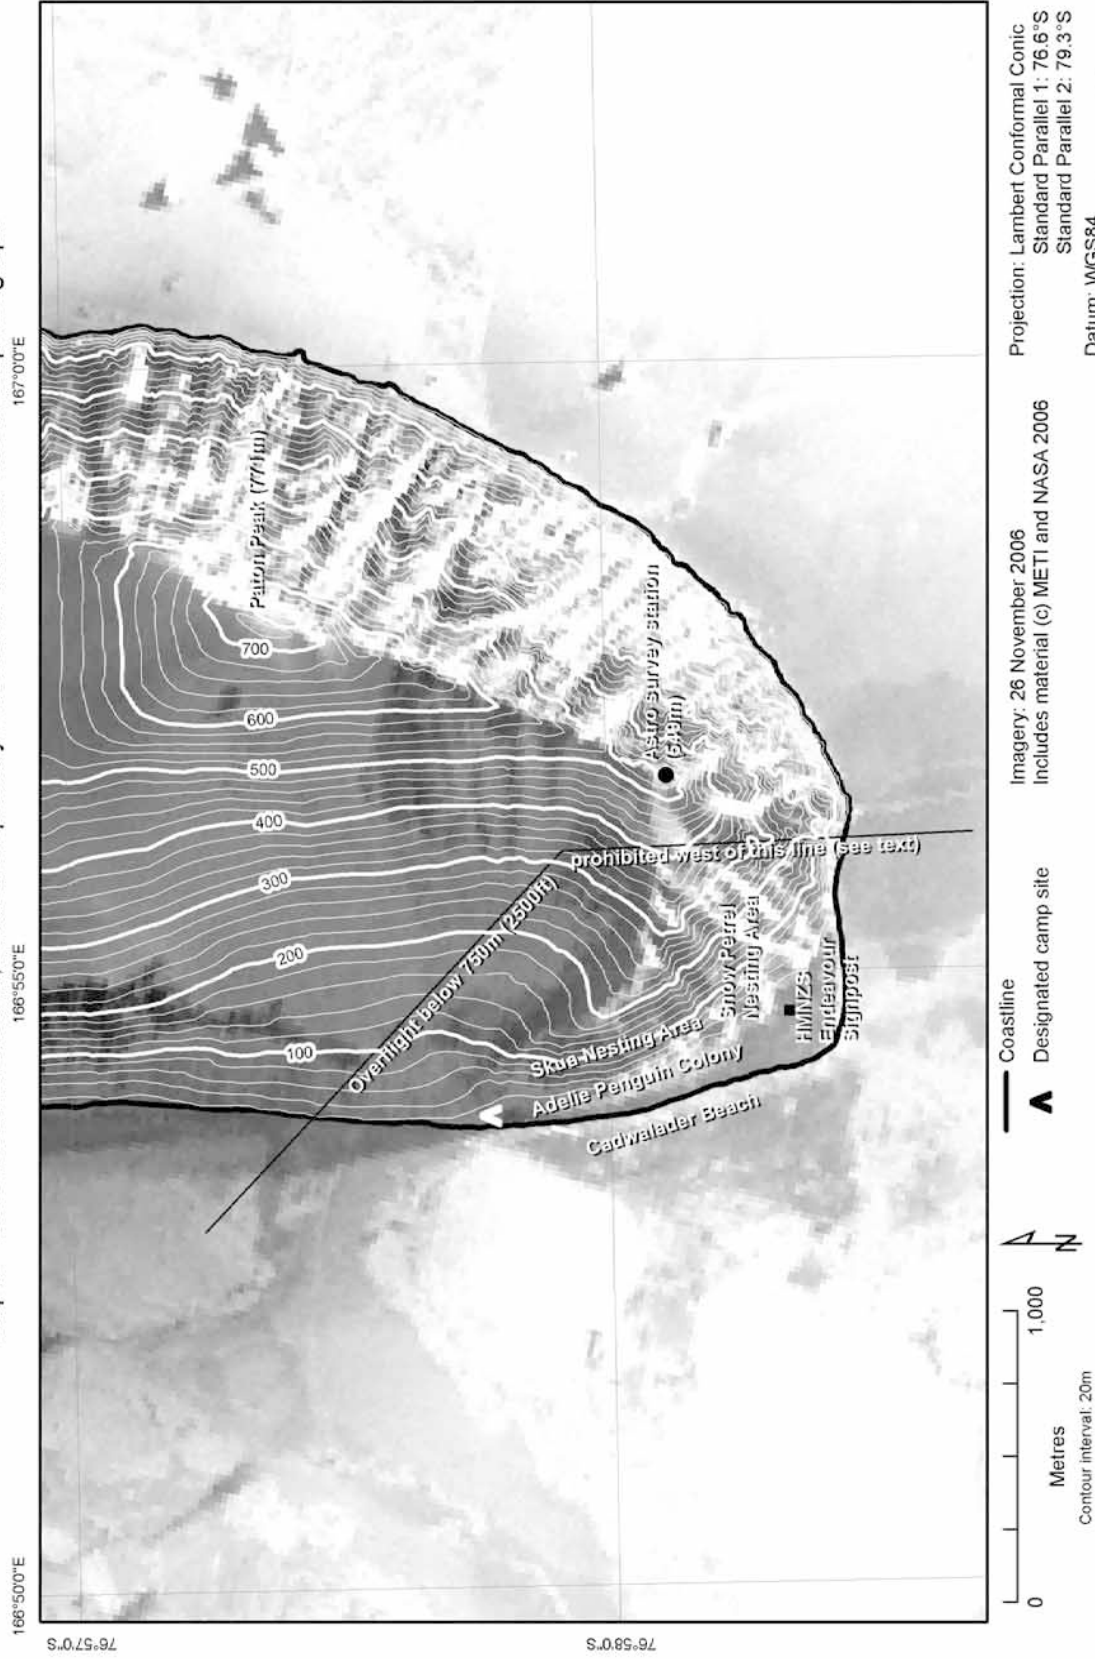 166°50'0"E
166°55'0"E
167°0'0"E
76°57'0"S
76°58'0"S
Paton Peak (771m)
700
600
500
400
300
200
100
Astro survey station
Overflight below 750m (2500ft)
prohibited west of this line (see text)
Snow Petrel
Nesting Area
HMNZS
Endeavour
Signpost
Skua Nesting Area
Adelie Penguin Colony
Cadwalader Beach
0
1,000
Metres
Contour interval: 20m
N
Coastline
Designated camp site
Imagery: 26 November 2006
Includes material (c) METI and NASA 2006
Projection: Lambert Conformal Conic
Standard Parallel 1: 76.6°S
Standard Parallel 2: 79.3°S
Datum: WGS84